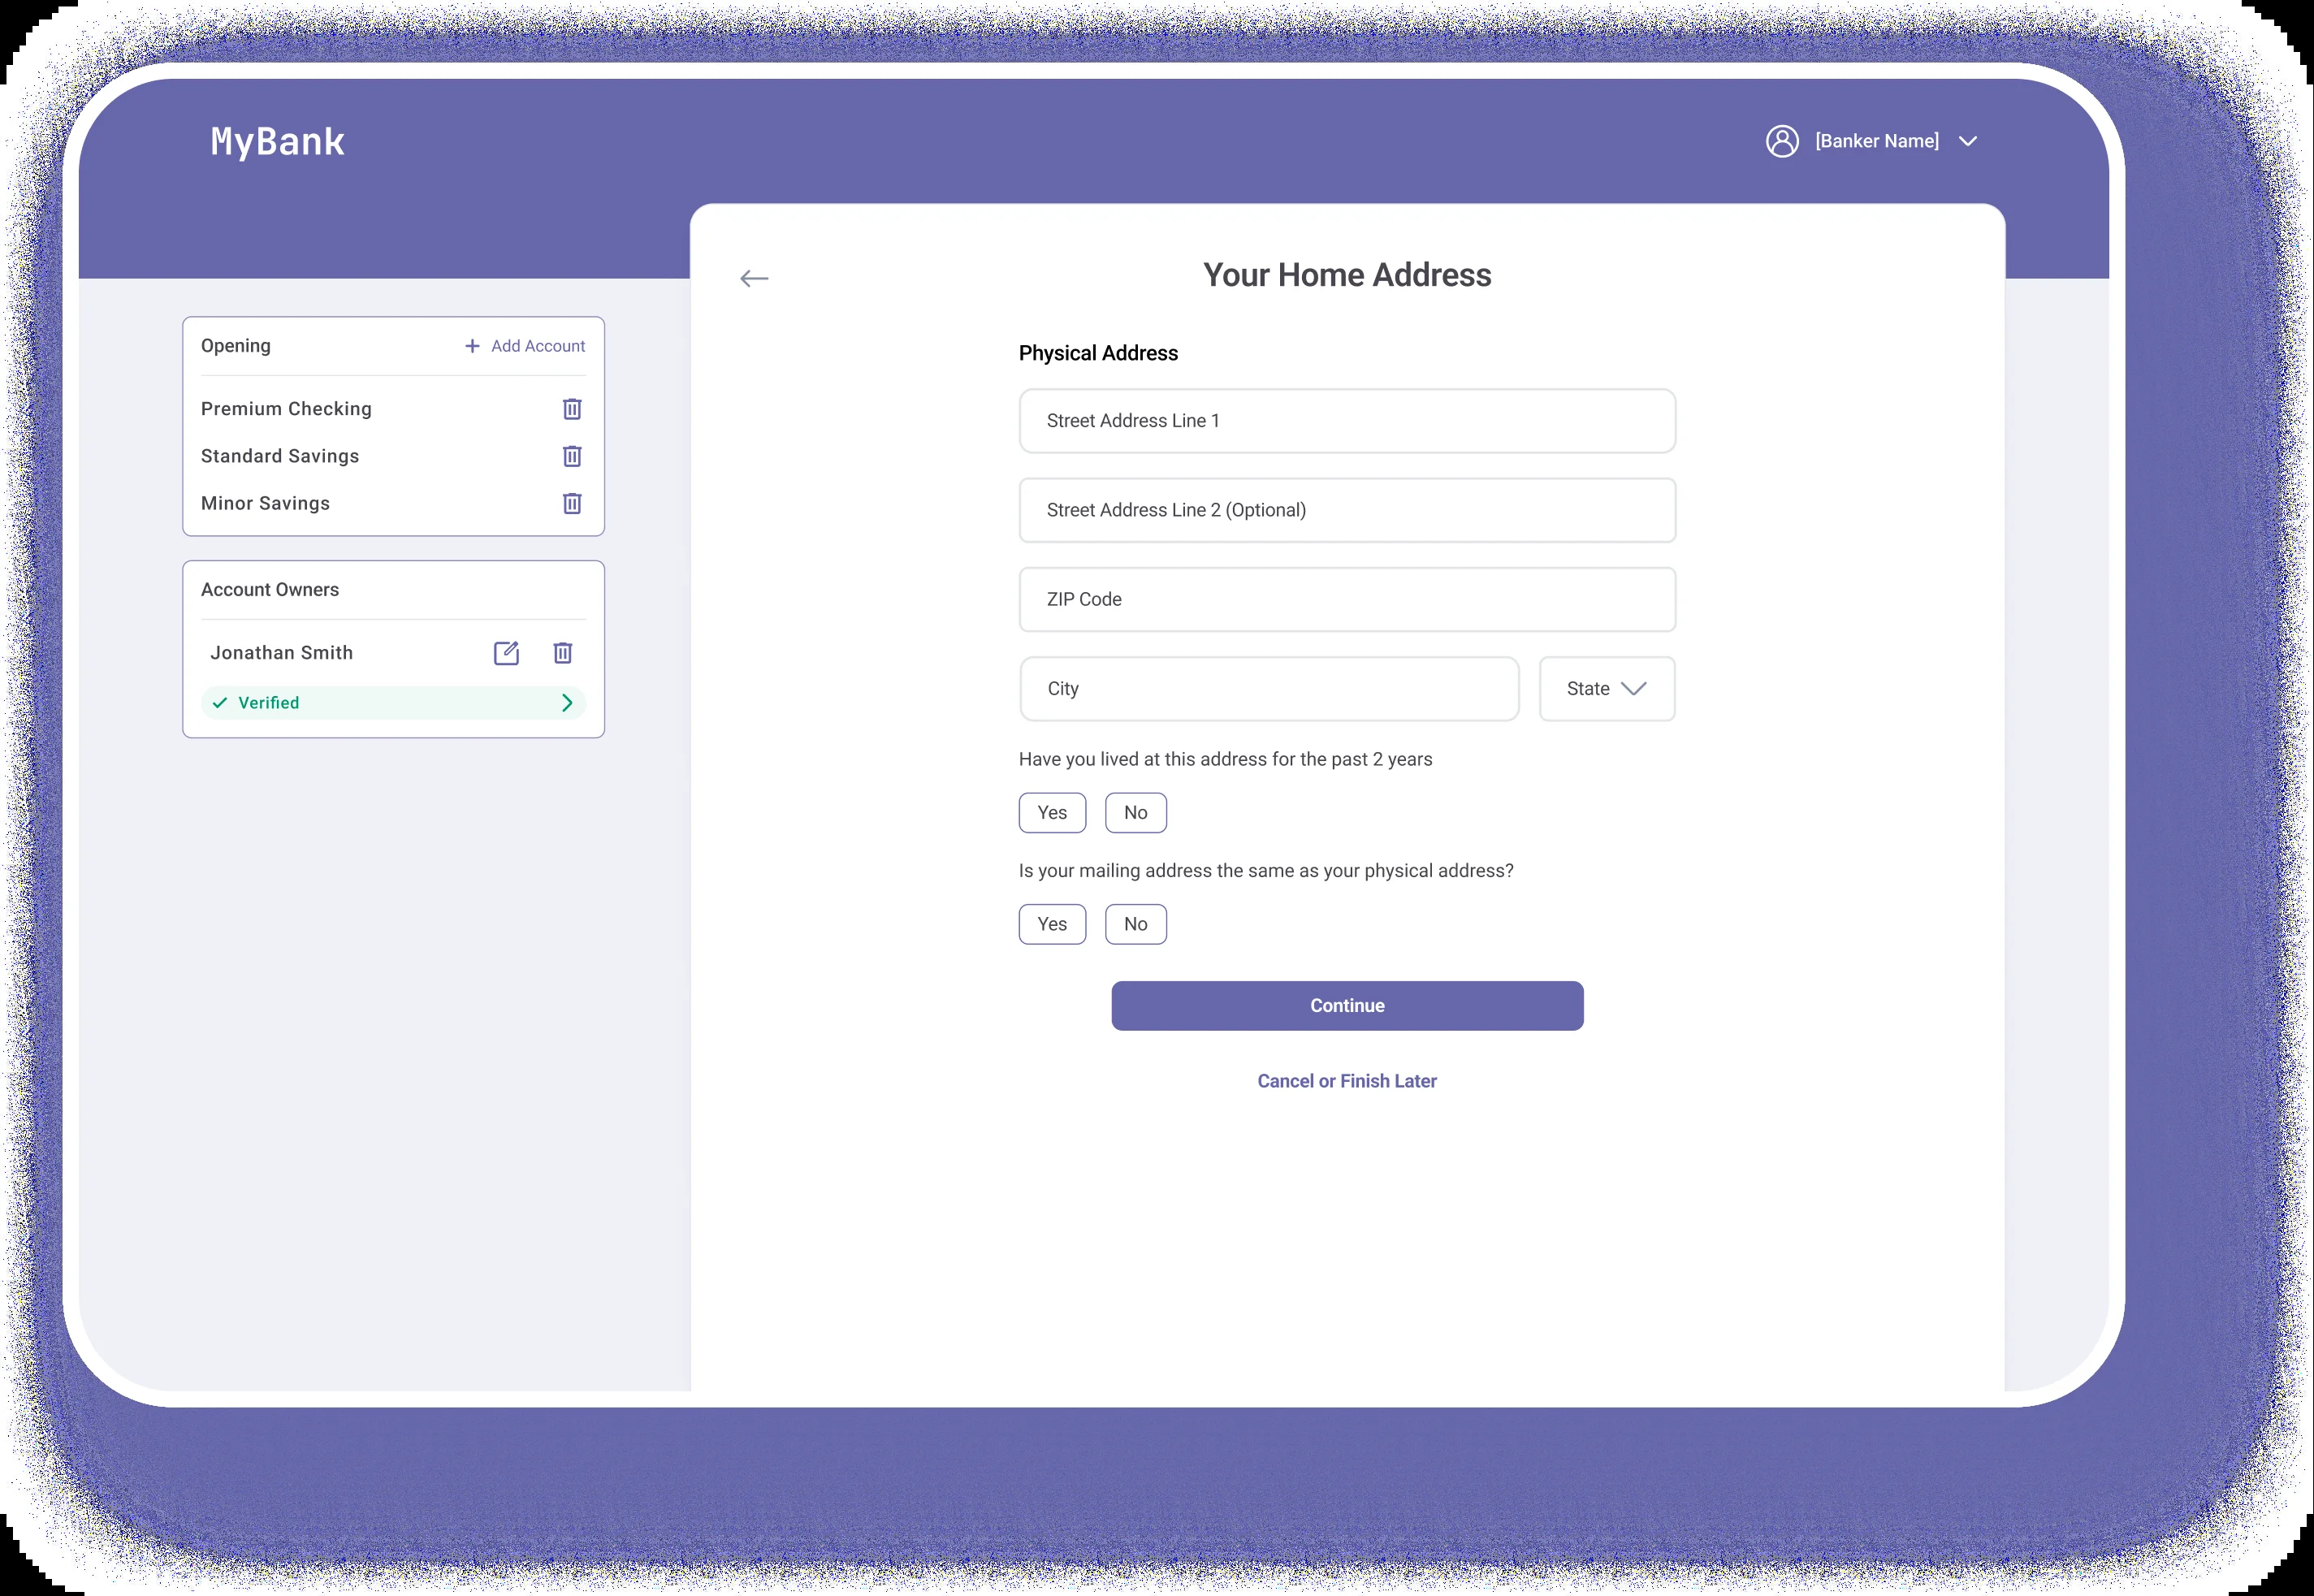 MyBank
[Banker Name]
Opening
Add Account
Premium Checking
Standard Savings
Minor Savings
Account Owners
Jonathan Smith
Verified
Your Home Address
Physical Address
Street Address Line 1
Street Address Line 2 (Optional)
ZIP Code
City
State
Have you lived at this address for the past 2 years
Yes No
Is your mailing address the same as your physical address?
Yes No
Continue
Cancel or Finish Later